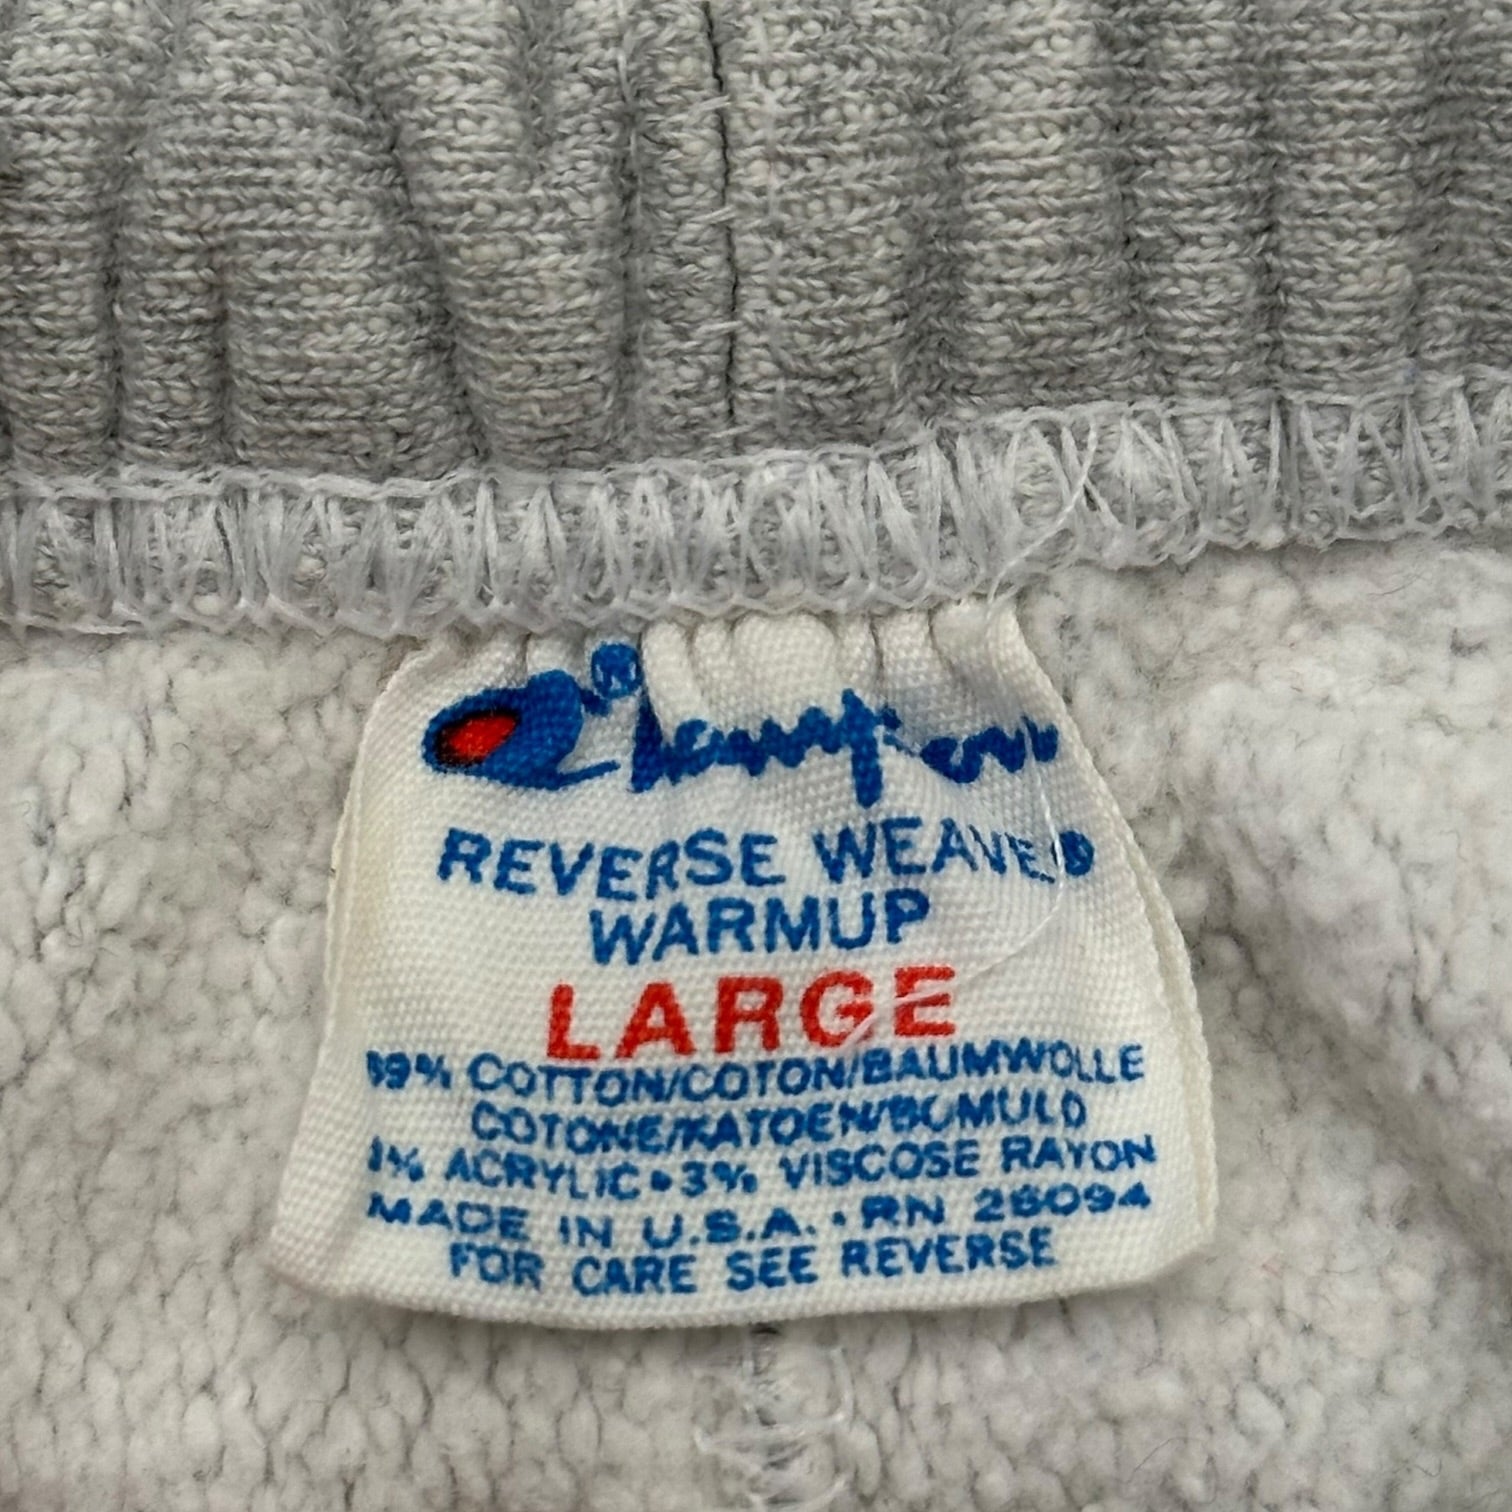 Champion®
REVERSE WEAVE®
WARMUP
LARGE
89% COTTON/COTON/BAUMWOLLE
COTONE/KATOEN/BOMULD
ACRYLIC • 3% VISCOSE RAYON
MADE IN U.S.A. • RN 26094
FOR CARE SEE REVERSE